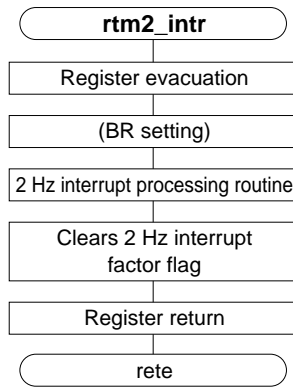 rtm2_intr
Register evacuation
(BR setting)
2 Hz interrupt processing routine
Clears 2 Hz interrupt
factor flag
Register return
rete